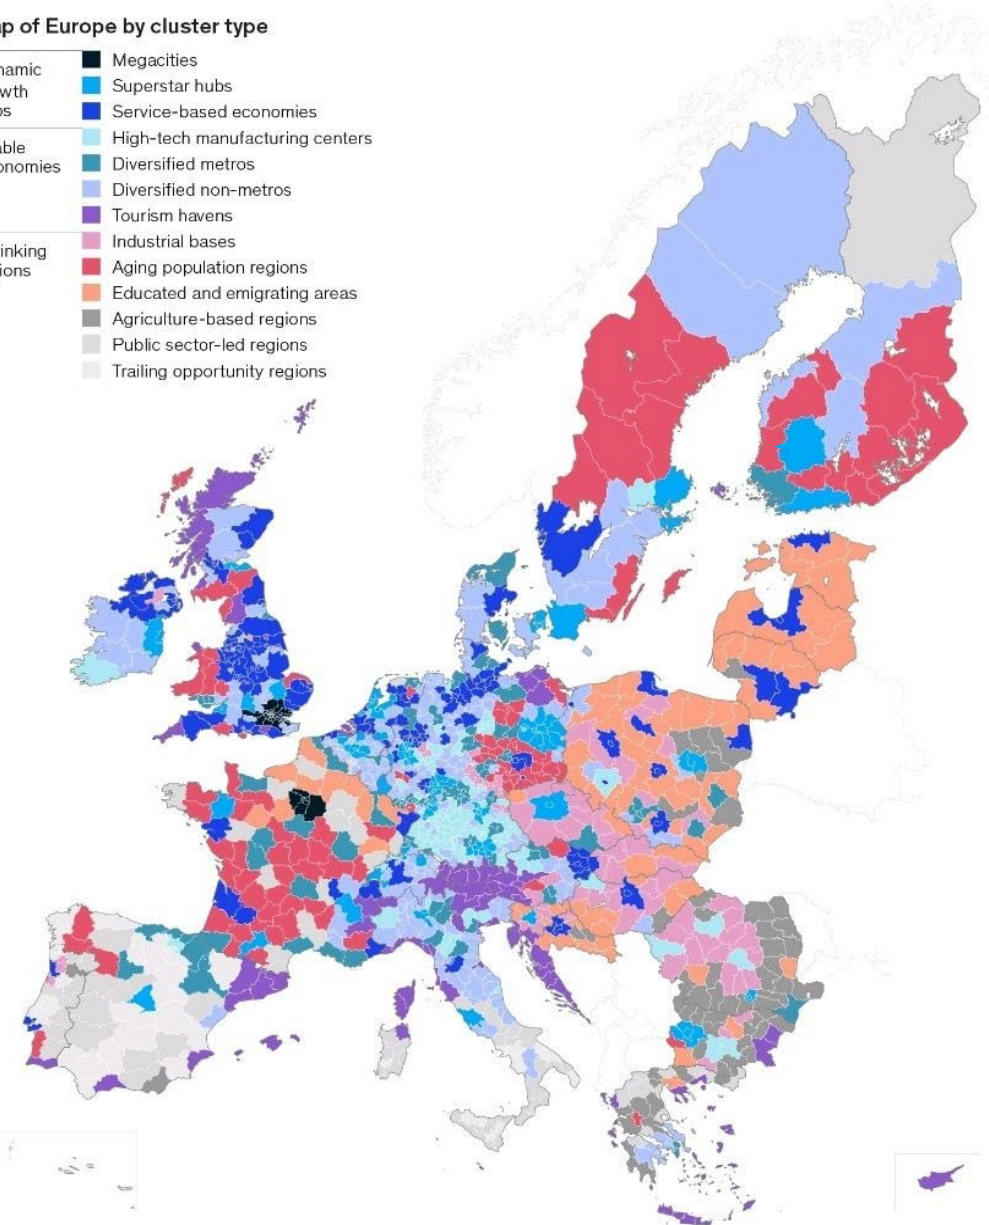 ap of Europe by cluster type
namic
wth
os
Megacities
Superstar hubs
Service-based economies
able
onomies
High-tech manufacturing centers
Diversified metros
Diversified non-metros
Tourism havens
inking
ions
Industrial bases
Aging population regions
Educated and emigrating areas
Agriculture-based regions
Public sector-led regions
Trailing opportunity regions